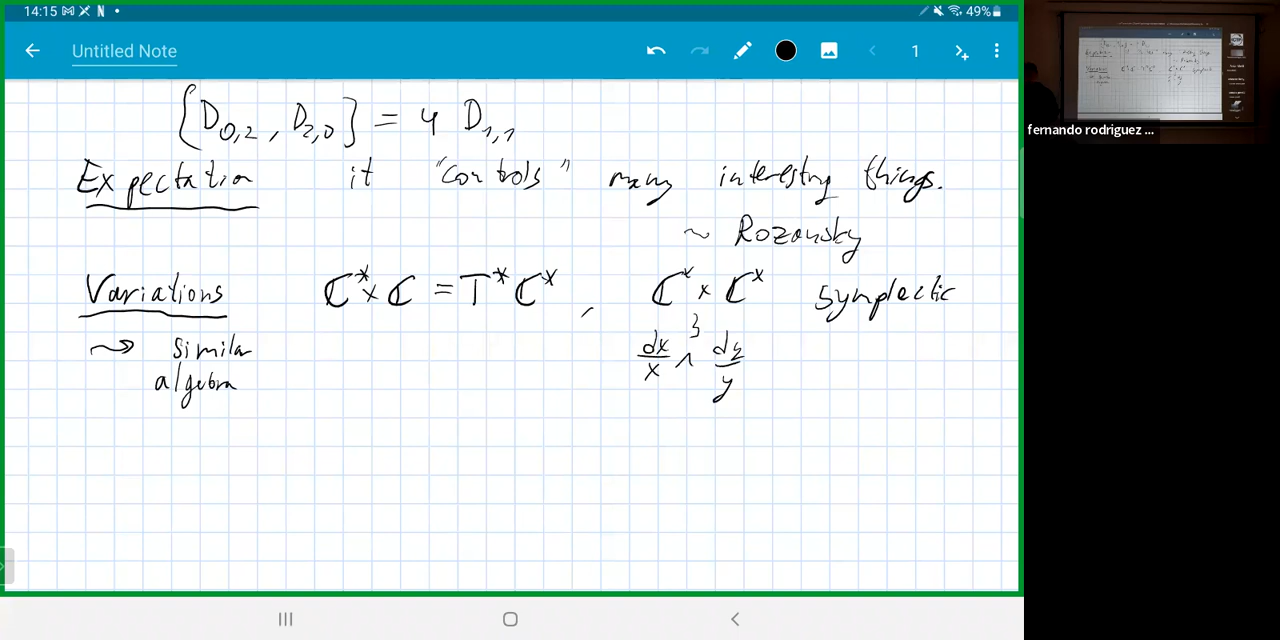 14:15
49%
Untitled Note
1
{D0,2, D2,0} = 4 D1,1
Expectation it "controls" many interesting things.
~ Rozansky
Variations C* × C = T* C*, C* × C* symplectic
⇝ similar
algebra
dx/x ∧ dy/y
fernando rodriguez ...